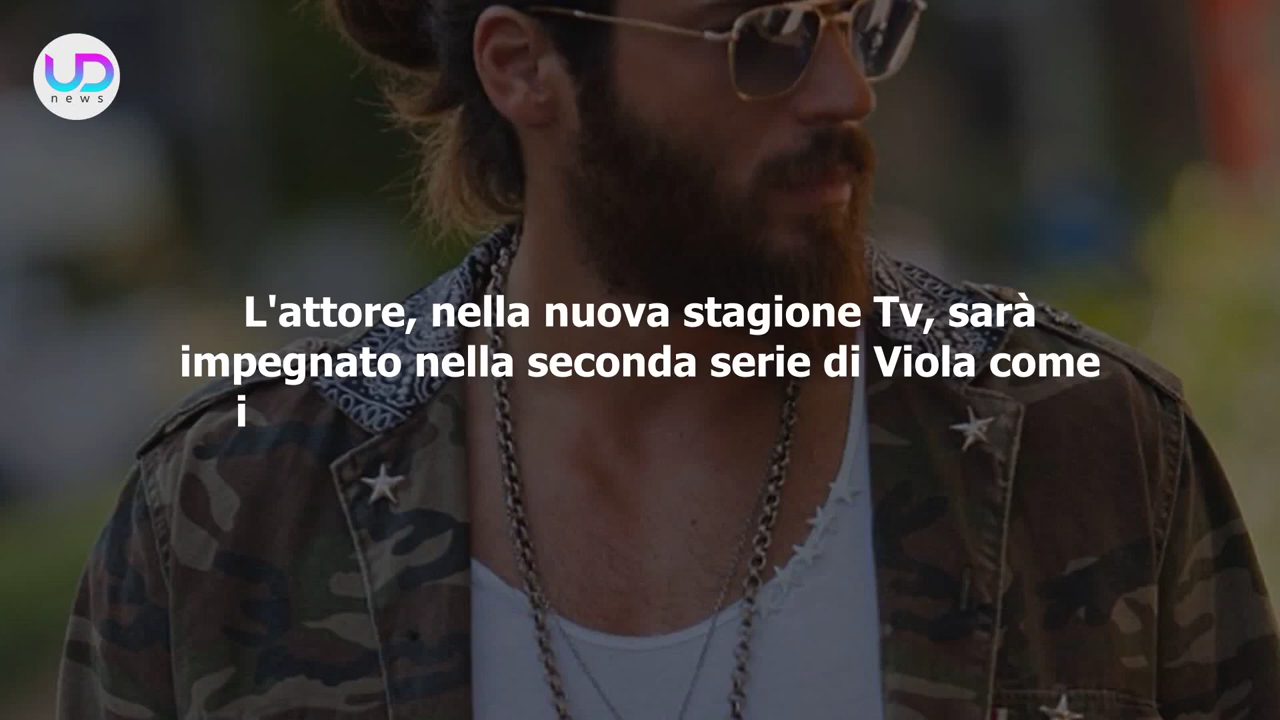 UD
news
L'attore, nella nuova stagione Tv, sarà
impegnato nella seconda serie di Viola come
i